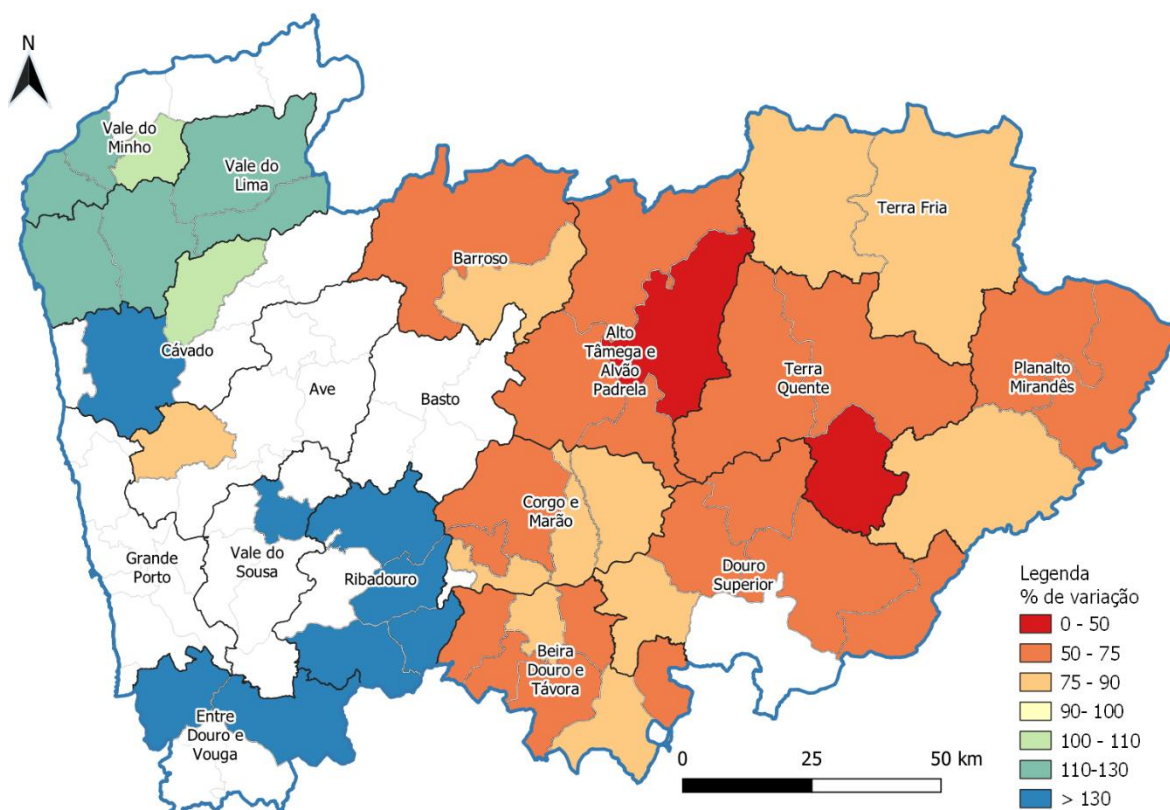 N
Vale do
Minho
Vale do
Lima
Terra Fria
Barroso
Cávado
Ave
Basto
Alto
Tâmega e
Alvão
Padrela
Terra
Quente
Planalto
Mirandês
Corgo e
Marão
Grande
Porto
Vale do
Sousa
Ribadouro
Douro
Superior
Beira
Douro e
Távora
Entre
Douro e
Vouga
Legenda
% de variação
0 - 50
50 - 75
75 - 90
90- 100
100 - 110
110-130
> 130
0 25 50 km